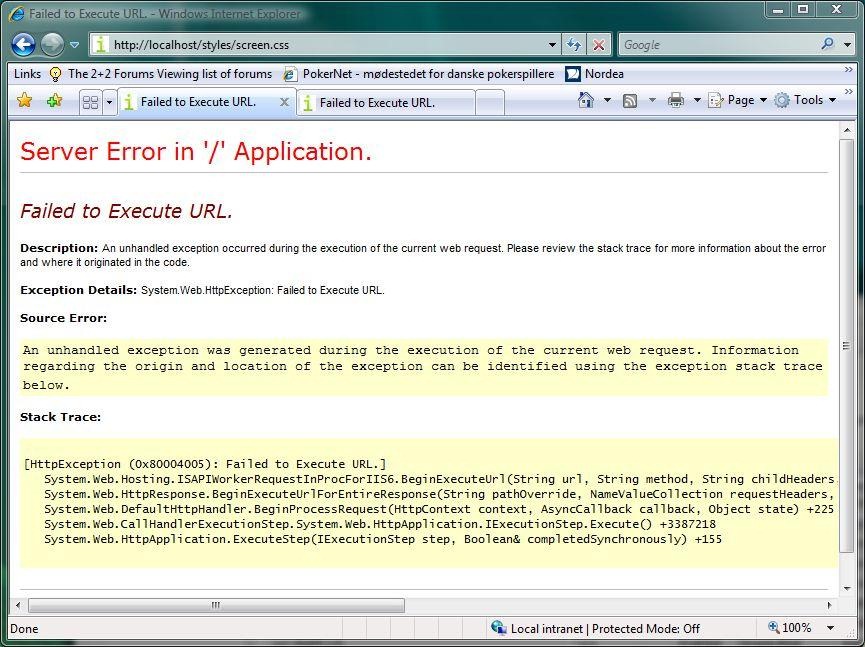 Failed to Execute URL. - Windows Internet Explorer
http://localhost/styles/screen.css
Google
Links The 2+2 Forums Viewing list of forums PokerNet - mødestedet for danske pokerspillere Nordea
Failed to Execute URL. Failed to Execute URL. Page Tools
Server Error in '/' Application.
Failed to Execute URL.
Description: An unhandled exception occurred during the execution of the current web request. Please review the stack trace for more information about the error
and where it originated in the code.
Exception Details: System.Web.HttpException: Failed to Execute URL.
Source Error:
An unhandled exception was generated during the execution of the current web request. Information
regarding the origin and location of the exception can be identified using the exception stack trace
below.
Stack Trace:
[HttpException (0x80004005): Failed to Execute URL.]
System.Web.Hosting.ISAPIWorkerRequestInProcForIIS6.BeginExecuteUrl(String url, String method, String childHeaders,
System.Web.HttpResponse.BeginExecuteUrlForEntireResponse(String pathOverride, NameValueCollection requestHeaders,
System.Web.DefaultHttpHandler.BeginProcessRequest(HttpContext context, AsyncCallback callback, Object state) +225
System.Web.CallHandlerExecutionStep.System.Web.HttpApplication.IExecutionStep.Execute() +3387218
System.Web.HttpApplication.ExecuteStep(IExecutionStep step, Boolean& completedSynchronously) +155
Done Local intranet | Protected Mode: Off 100%